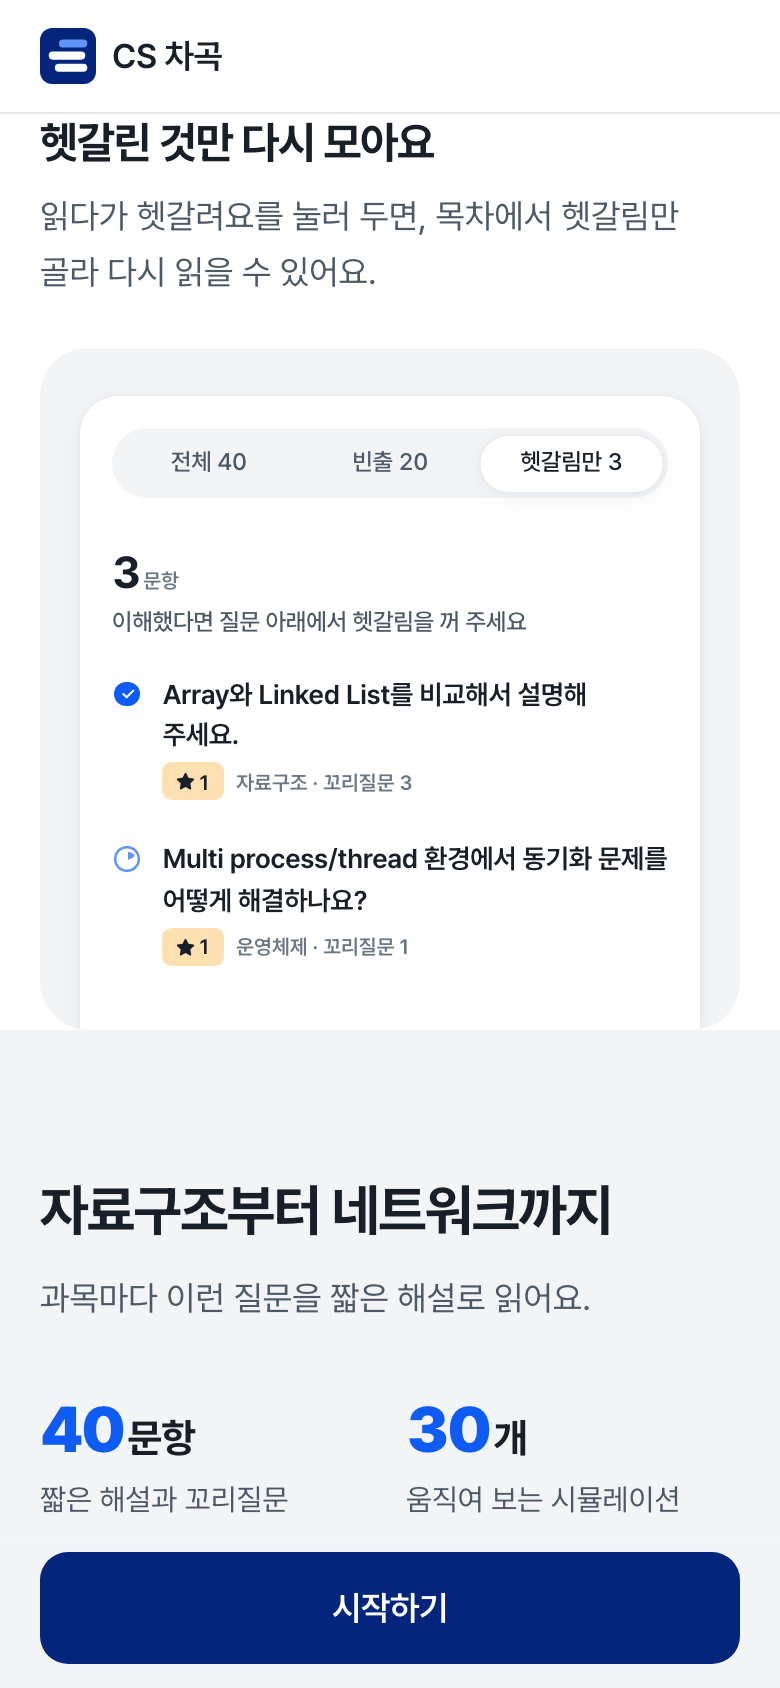 CS 차곡
헷갈린 것만 다시 모아요
읽다가 헷갈려요를 눌러 두면, 목차에서 헷갈림만
골라 다시 읽을 수 있어요.
전체 40
빈출 20
헷갈림만 3
3 문항
이해했다면 질문 아래에서 헷갈림을 꺼 주세요
Array와 Linked List를 비교해서 설명해
주세요.
★ 1 자료구조 · 꼬리질문 3
Multi process/thread 환경에서 동기화 문제를
어떻게 해결하나요?
★ 1 운영체제 · 꼬리질문 1
자료구조부터 네트워크까지
과목마다 이런 질문을 짧은 해설로 읽어요.
40 문항
짧은 해설과 꼬리질문
30 개
움직여 보는 시뮬레이션
시작하기